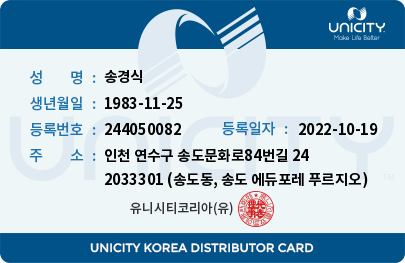 UNICITY
Make Life Better
성 명 : 송경식
생년월일 : 1983-11-25
등록번호 : 244050082 등록일자 : 2022-10-19
주 소 : 인천 연수구 송도문화로84번길 24
2033301 (송도동, 송도 에듀포레 푸르지오)
UNICITY
유니시티코리아(유)
UNICITY KOREA DISTRIBUTOR CARD